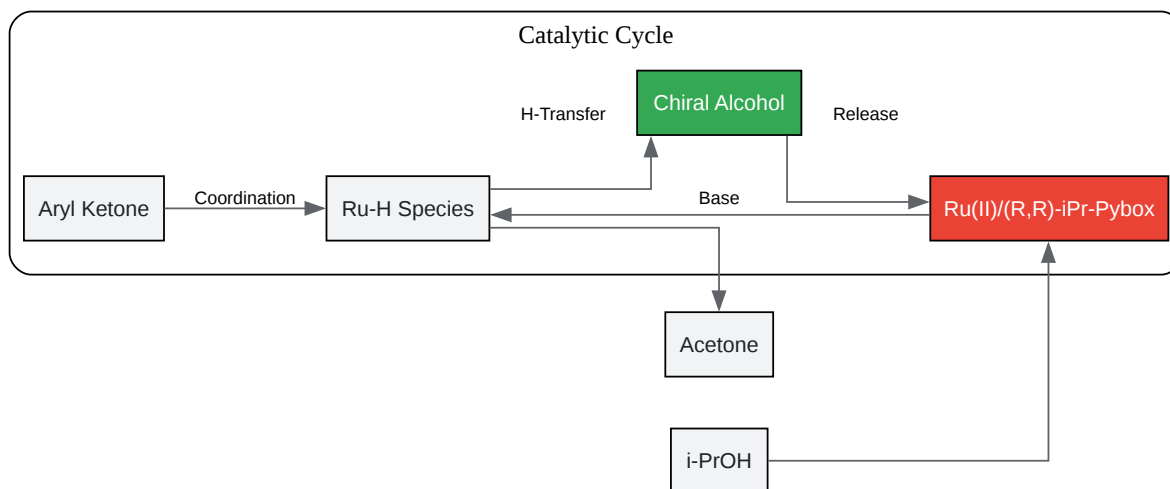 Catalytic Cycle
Chiral Alcohol
H-Transfer
Release
Aryl Ketone
Coordination
Ru-H Species
Base
Ru(II)/(R,R)-iPr-Pybox
Acetone
i-PrOH